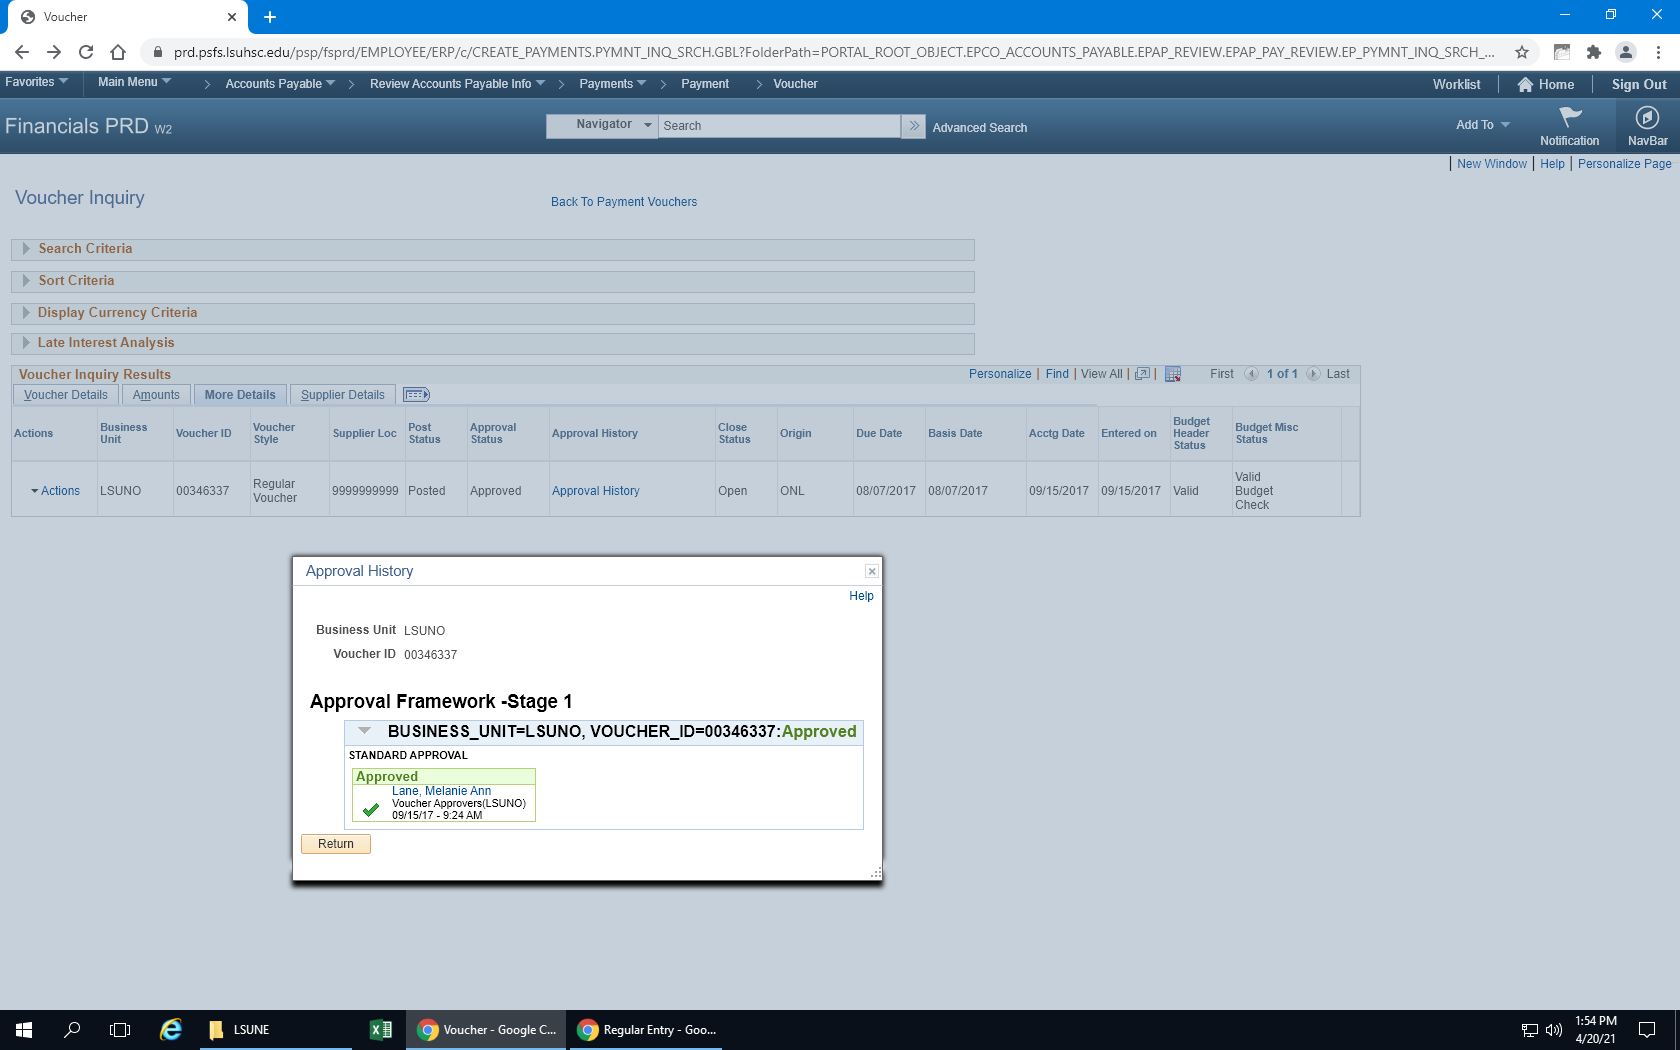 Voucher
prd.psfs.lsuhsc.edu/psp/fsprd/EMPLOYEE/ERP/c/CREATE_PAYMENTS.PYMNT_INQ_SRCH.GBL?FolderPath=PORTAL_ROOT_OBJECT.EPCO_ACCOUNTS_PAYABLE.EPAP_REVIEW.EPAP_PAY_REVIEW.EP_PYMNT_INQ_SRCH_...
Favorites Main Menu > Accounts Payable > Review Accounts Payable Info > Payments > Payment > Voucher Worklist Home Sign Out
Financials PRD W2 Navigator Search Advanced Search Add To Notification NavBar
New Window | Help | Personalize Page
Voucher Inquiry
Back To Payment Vouchers
Search Criteria
Sort Criteria
Display Currency Criteria
Late Interest Analysis
Voucher Inquiry Results Personalize | Find | View All | | First 1 of 1 Last
Voucher Details Amounts More Details Supplier Details
Actions Business Unit Voucher ID Voucher Style Supplier Loc Post Status Approval Status Approval History Close Status Origin Due Date Basis Date Acctg Date Entered on Budget Header Status Budget Misc Status
Actions LSUNO 00346337 Regular Voucher 9999999999 Posted Approved Approval History Open ONL 08/07/2017 08/07/2017 09/15/2017 09/15/2017 Valid Valid Budget Check
Approval History
Help
Business Unit LSUNO
Voucher ID 00346337
Approval Framework -Stage 1
BUSINESS_UNIT=LSUNO, VOUCHER_ID=00346337:Approved
STANDARD APPROVAL
Approved
Lane, Melanie Ann
Voucher Approvers(LSUNO)
09/15/17 - 9:24 AM
Return
LSUNE Voucher - Google C... Regular Entry - Goo... 1:54 PM
4/20/21